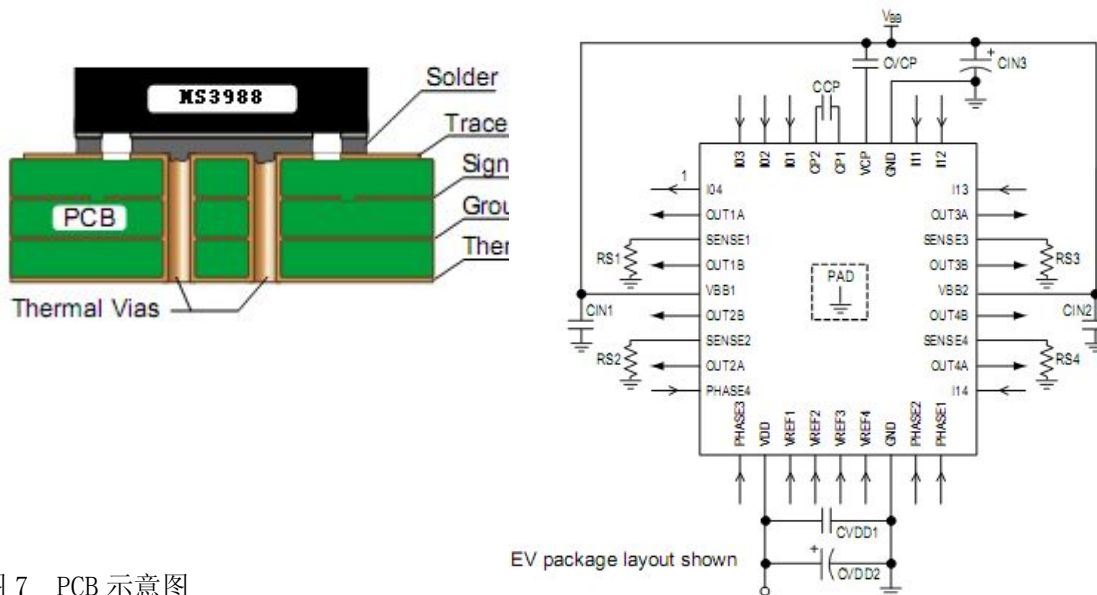 MS3988
Solder
Trace
PCB
Thermal Vias
7 PCB 示意图
VBB
CVCP
CIN3
CCP
I03
I02
I01
CP2
CP1
VCP
GND
I11
I12
1
I04
OUT1A
SENSE1
OUT1B
VBB1
OUT2B
SENSE2
OUT2A
PHASE4
I13
OUT3A
SENSE3
OUT3B
VBB2
OUT4B
SENSE4
OUT4A
I14
RS1
RS2
RS3
RS4
CIN1
CIN2
PAD
PHASE3
VDD
VREF1
VREF2
VREF3
VREF4
GND
PHASE2
PHASE1
CVDD1
CVDD2
EV package layout shown